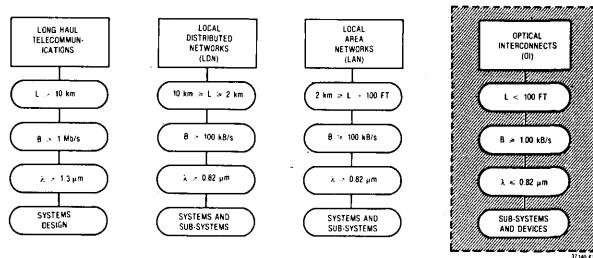 LONG HAUL
TELECOMMUN-
ICATIONS
L > 10 km
B > 1 Mb/s
λ > 1.3 µm
SYSTEMS
DESIGN
LOCAL
DISTRIBUTED
NETWORKS
(LDN)
10 km ≥ L ≥ 2 km
B > 100 kB/s
λ > 0.82 µm
SYSTEMS AND
SUB-SYSTEMS
LOCAL
AREA
NETWORKS
(LAN)
2 km ≥ L > 100 FT
B ≥ 100 kB/s
λ > 0.82 µm
SYSTEMS AND
SUB-SYSTEMS
OPTICAL
INTERCONNECTS
(OI)
L < 100 FT
B ≥ 1.00 kB/s
λ ≤ 0.82 µm
SUB-SYSTEMS
AND DEVICES